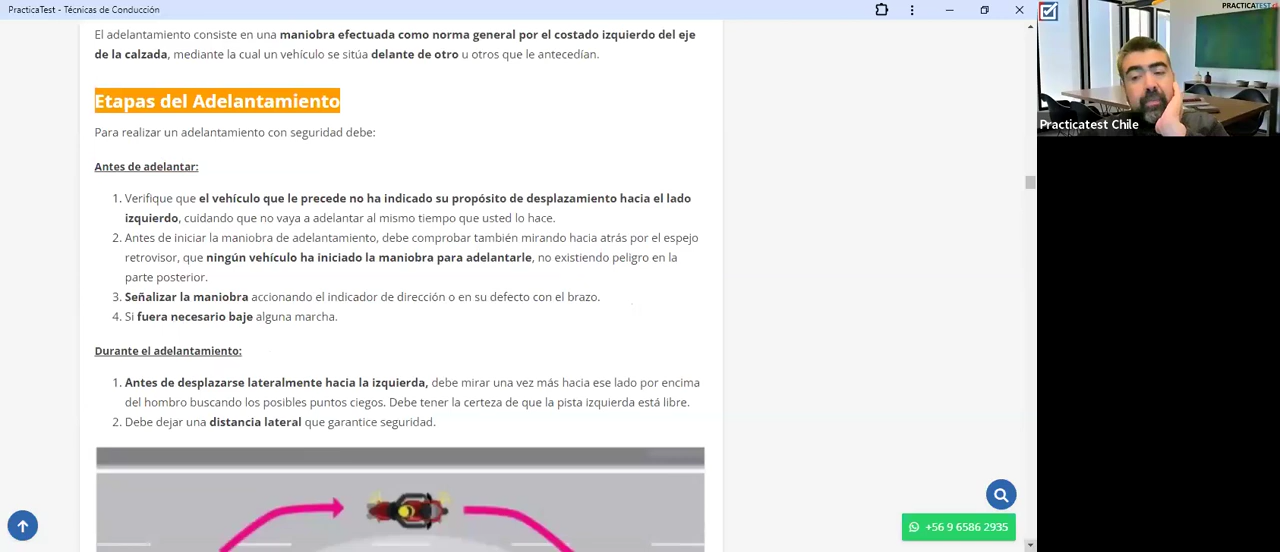 PracticaTest - Técnicas de Conducción
El adelantamiento consiste en una maniobra efectuada como norma general por el costado izquierdo del eje
de la calzada, mediante la cual un vehículo se sitúa delante de otro u otros que le antecedían.
Etapas del Adelantamiento
Para realizar un adelantamiento con seguridad debe:
Antes de adelantar:
1. Verifique que el vehículo que le precede no ha indicado su propósito de desplazamiento hacia el lado
izquierdo, cuidando que no vaya a adelantar al mismo tiempo que usted lo hace.
2. Antes de iniciar la maniobra de adelantamiento, debe comprobar también mirando hacia atrás por el espejo
retrovisor, que ningún vehículo ha iniciado la maniobra para adelantarle, no existiendo peligro en la
parte posterior.
3. Señalizar la maniobra accionando el indicador de dirección o en su defecto con el brazo.
4. Si fuera necesario baje alguna marcha.
Durante el adelantamiento:
1. Antes de desplazarse lateralmente hacia la izquierda, debe mirar una vez más hacia ese lado por encima
del hombro buscando los posibles puntos ciegos. Debe tener la certeza de que la pista izquierda está libre.
2. Debe dejar una distancia lateral que garantice seguridad.
+56 9 6586 2935
PRACTICATEST.cl
Practicatest Chile